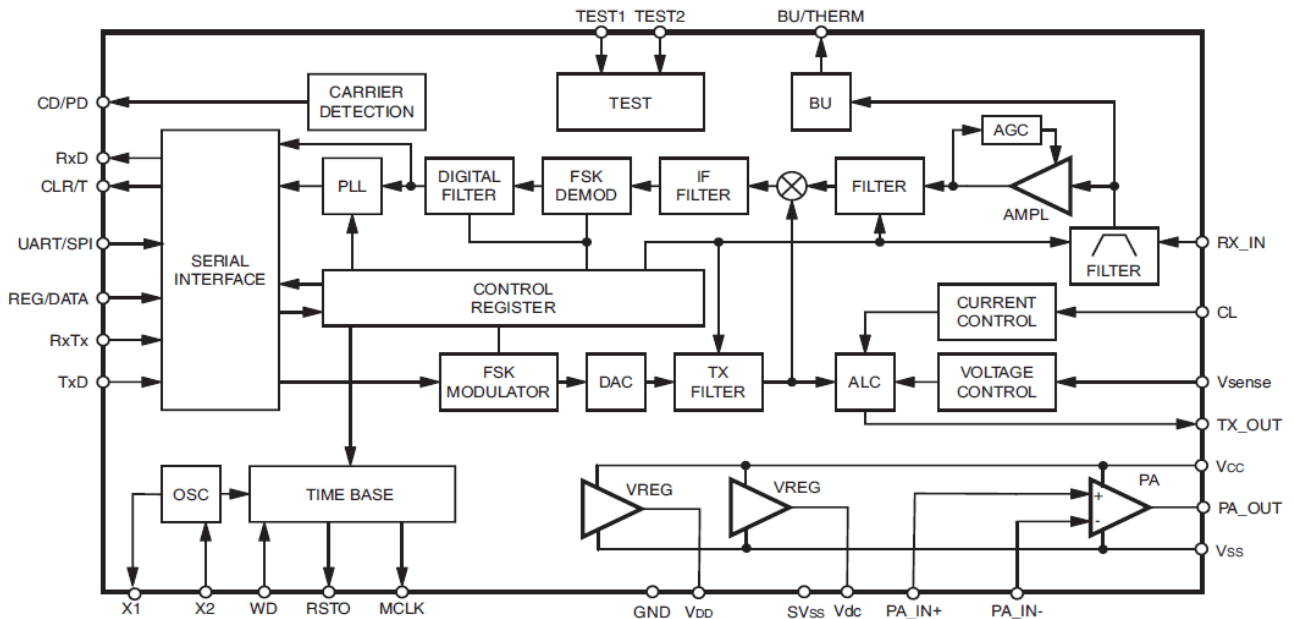 TEST1 TEST2 BU/THERM
CD/PD
CARRIER
DETECTION
TEST
BU
AGC
RxD
CLR/T
PLL
DIGITAL
FILTER
FSK
DEMOD
IF
FILTER
FILTER
AMPL
UART/SPI
SERIAL
INTERFACE
FILTER
RX_IN
REG/DATA
CONTROL
REGISTER
CURRENT
CONTROL
CL
RxTx
TxD
FSK
MODULATOR
DAC
TX
FILTER
ALC
VOLTAGE
CONTROL
Vsense
TX_OUT
OSC
TIME BASE
VREG
VREG
PA
+
-
Vcc
PA_OUT
Vss
X1
X2
WD
RSTO
MCLK
GND
VDD
SVss
Vdc
PA_IN+
PA_IN-